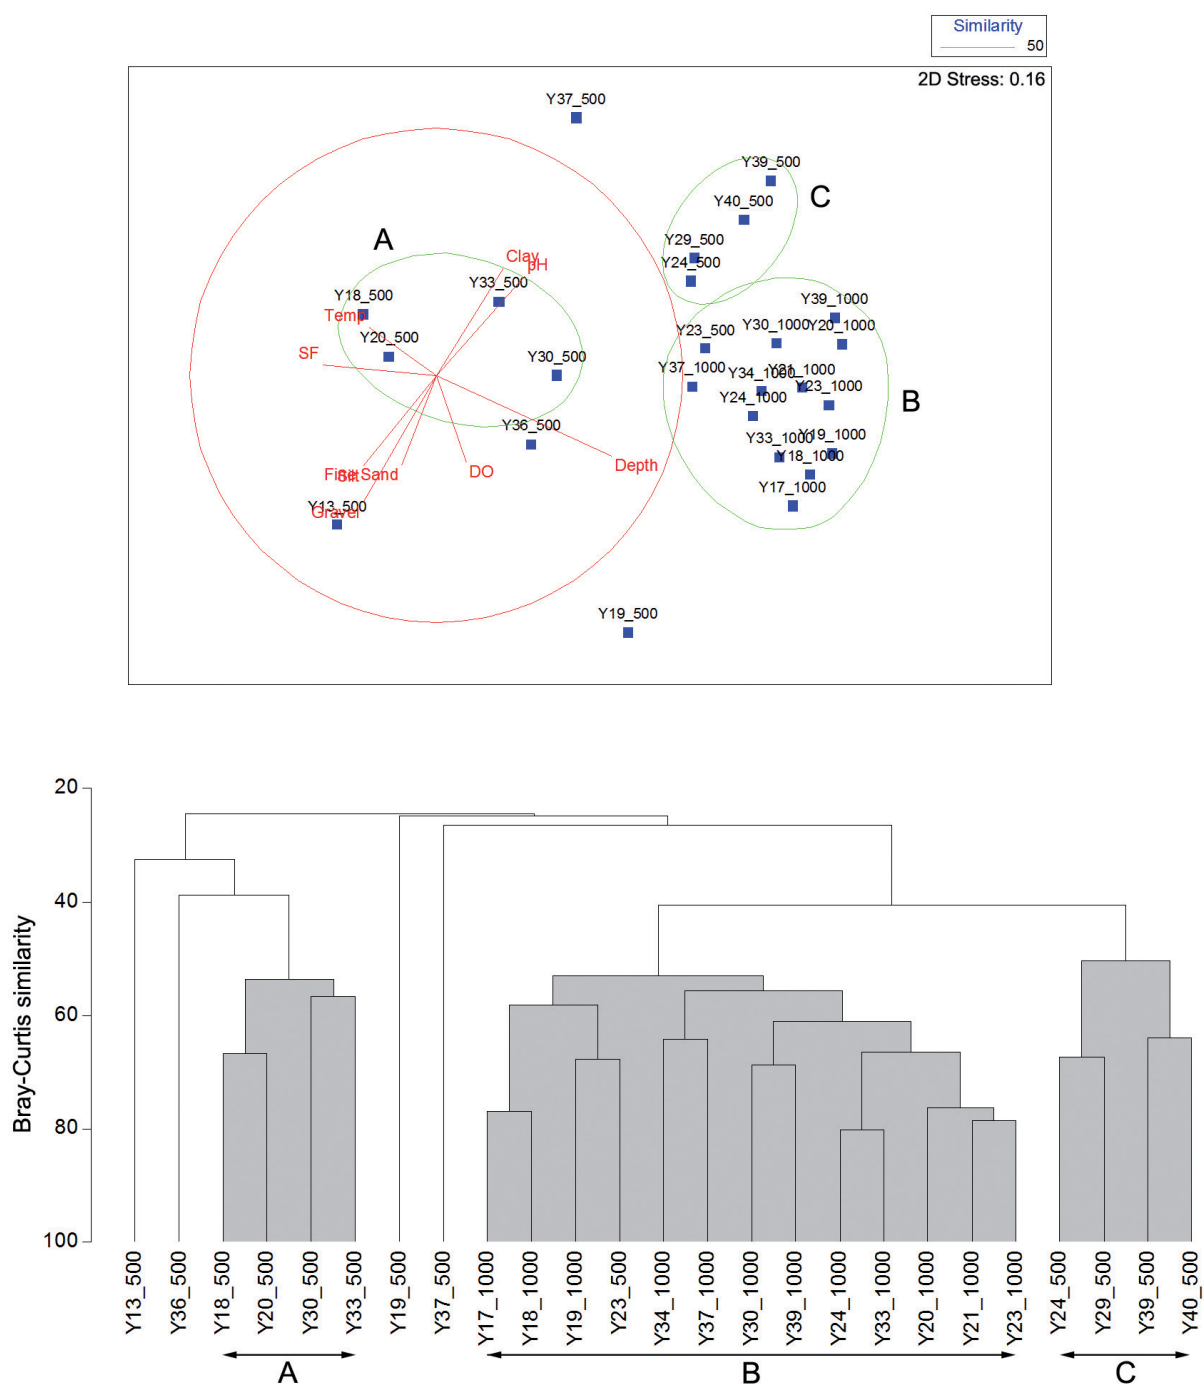 Similarity
50
2D Stress: 0.16
Y37_500
Y39_500
Y40_500
C
A
Y29_500
Clay
pH
Y24_500
Y33_500
Y18_500
Y39_1000
Temp
Y23_500
Y30_1000
Y20_1000
Y20_500
SF
Y30_500
Y37_1000
Y34_1000
Y21_1000
Y23_1000
B
Y24_1000
Y36_500
Y33_1000
Y19_1000
Y18_1000
Depth
Fine Sand
Silt
DO
Y17_1000
Y13_500
Gravel
Y19_500
20
40
60
80
100
Bray-Curtis similarity
Y13_500
Y36_500
Y18_500
Y20_500
Y30_500
Y33_500
Y19_500
Y37_500
Y17_1000
Y18_1000
Y19_1000
Y23_500
Y34_1000
Y37_1000
Y30_1000
Y39_1000
Y24_1000
Y33_1000
Y20_1000
Y21_1000
Y23_1000
Y24_500
Y29_500
Y39_500
Y40_500
A
B
C